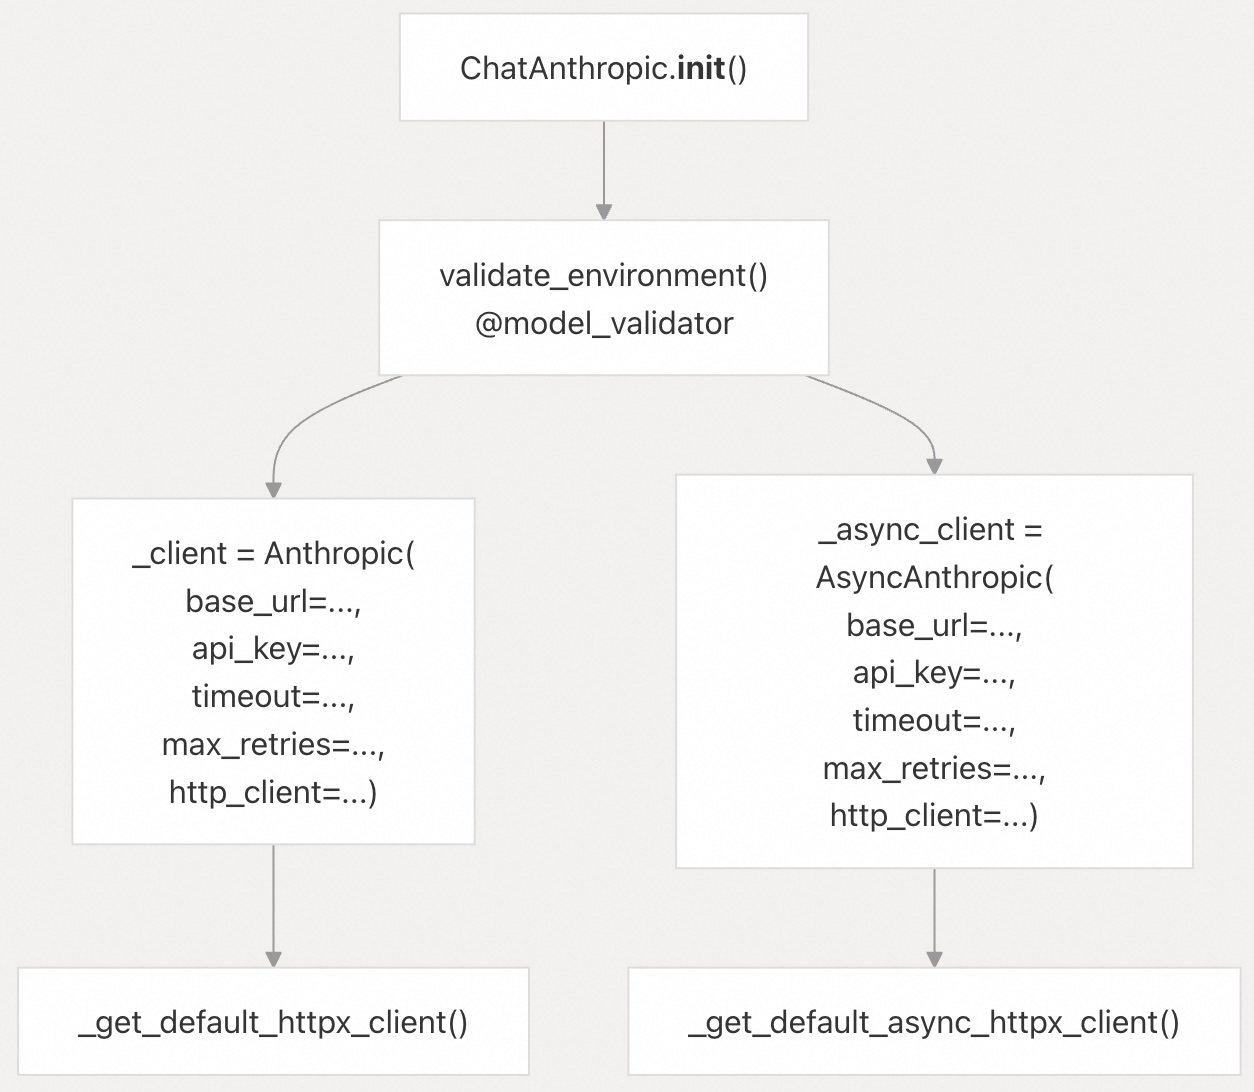 ChatAnthropic.init()
validate_environment()
@model_validator
_client = Anthropic(
base_url=...,
api_key=...,
timeout=...,
max_retries=...,
http_client=...)
_async_client =
AsyncAnthropic(
base_url=...,
api_key=...,
timeout=...,
max_retries=...,
http_client=...)
_get_default_httpx_client()
_get_default_async_httpx_client()